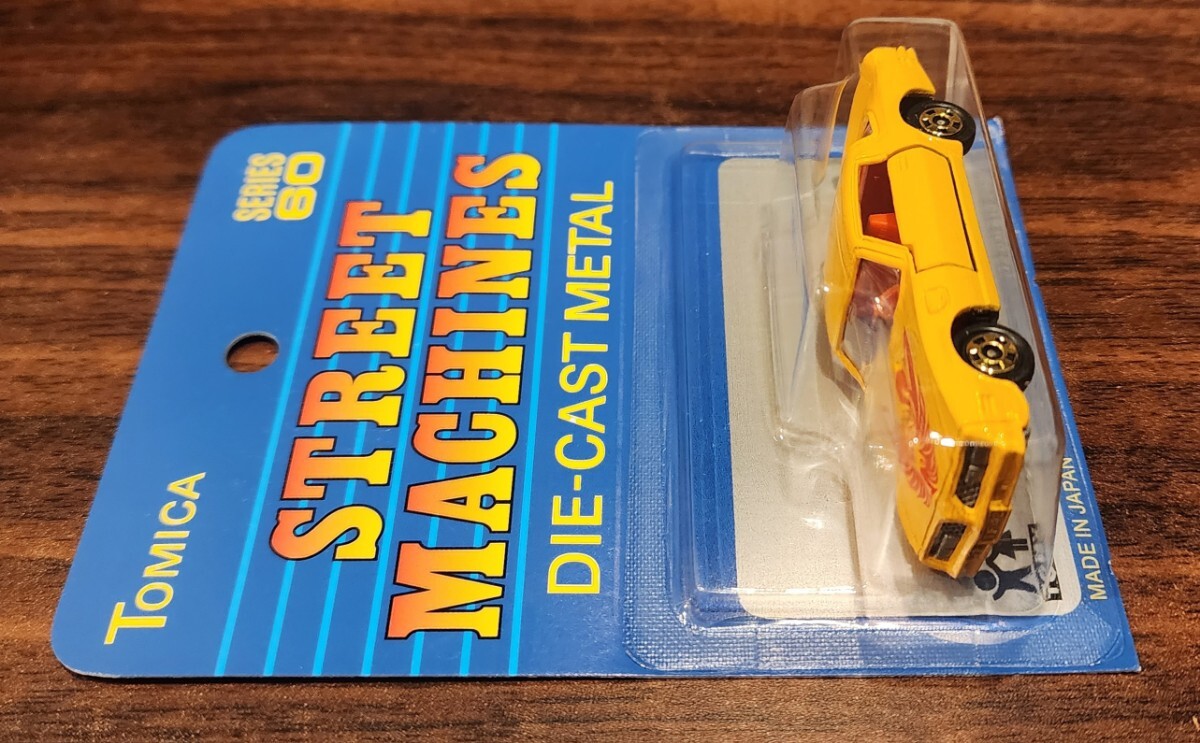 TOMICA
SERIES
60
STREET
MACHINES
DIE-CAST METAL
MADE IN JAPAN